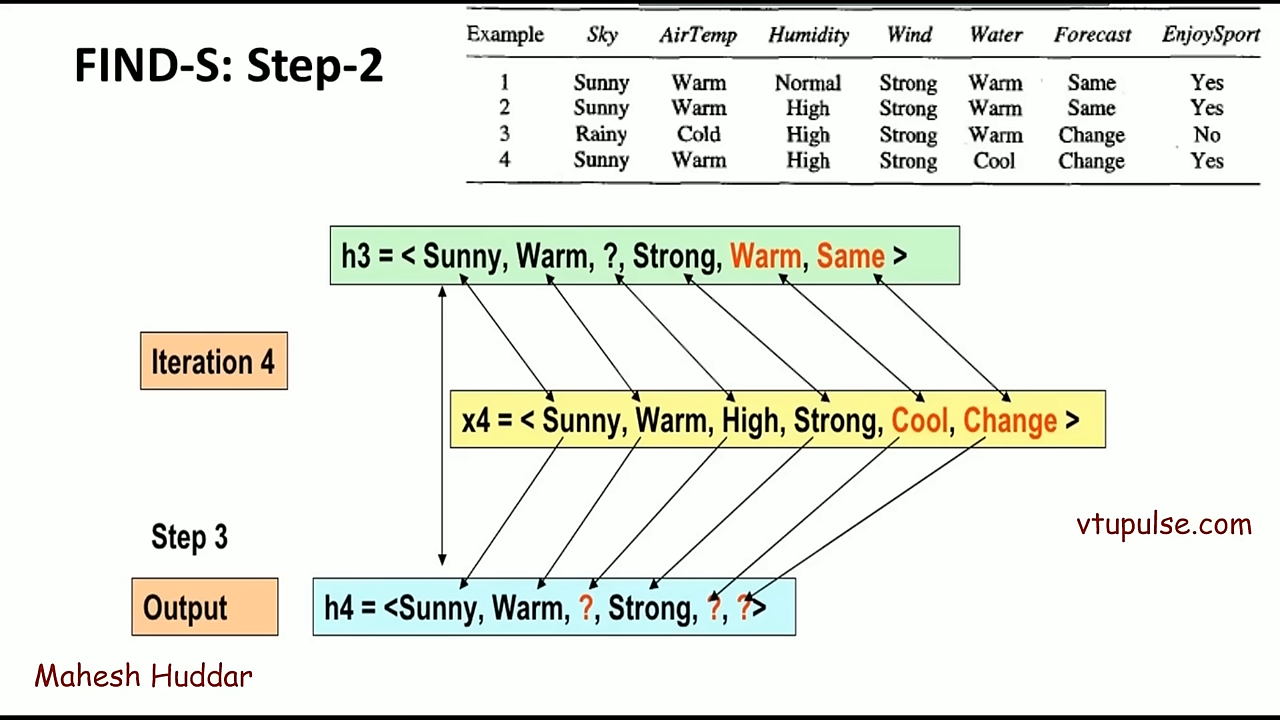 FIND-S: Step-2
Example Sky AirTemp Humidity Wind Water Forecast EnjoySport
1 Sunny Warm Normal Strong Warm Same Yes
2 Sunny Warm High Strong Warm Same Yes
3 Rainy Cold High Strong Warm Change No
4 Sunny Warm High Strong Cool Change Yes
h3 = < Sunny, Warm, ?, Strong, Warm, Same >
Iteration 4
x4 = < Sunny, Warm, High, Strong, Cool, Change >
vtupulse.com
Step 3
Output
h4 = <Sunny, Warm, ?, Strong, ?, ?>
Mahesh Huddar